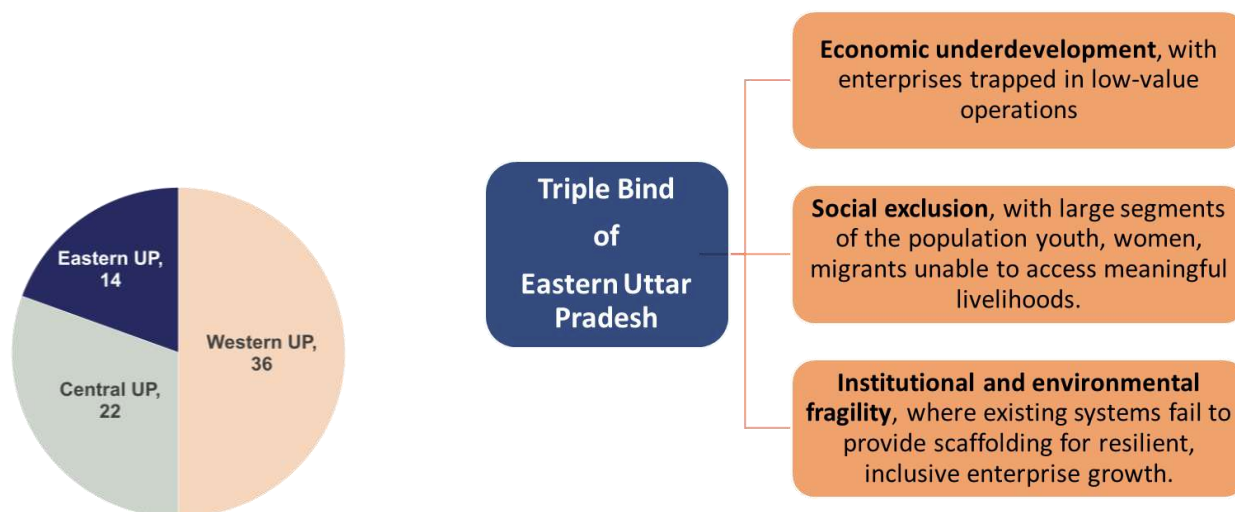 Eastern UP,
14
Western UP,
36
Central UP,
22
Triple Bind
of
Eastern Uttar
Pradesh
Economic underdevelopment, with
enterprises trapped in low-value
operations
Social exclusion, with large segments
of the population youth, women,
migrants unable to access meaningful
livelihoods.
Institutional and environmental
fragility, where existing systems fail to
provide scaffolding for resilient,
inclusive enterprise growth.